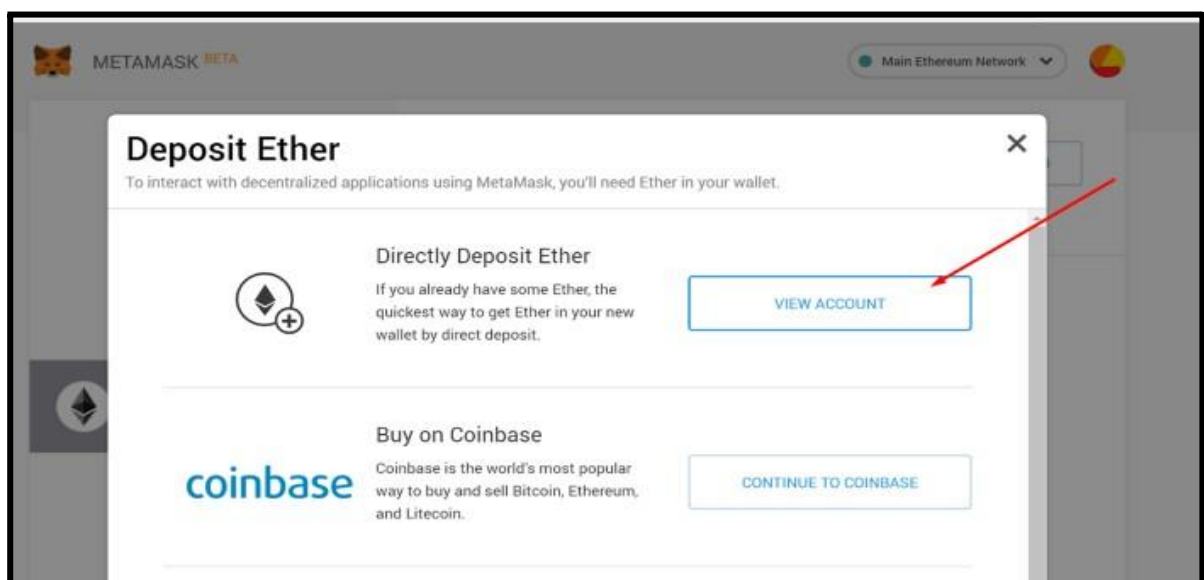 METAMASK BETA
Main Ethereum Network
Deposit Ether
To interact with decentralized applications using MetaMask, you'll need Ether in your wallet.
Directly Deposit Ether
If you already have some Ether, the
quickest way to get Ether in your new
wallet by direct deposit.
VIEW ACCOUNT
Buy on Coinbase
coinbase
Coinbase is the world's most popular
way to buy and sell Bitcoin, Ethereum,
and Litecoin.
CONTINUE TO COINBASE